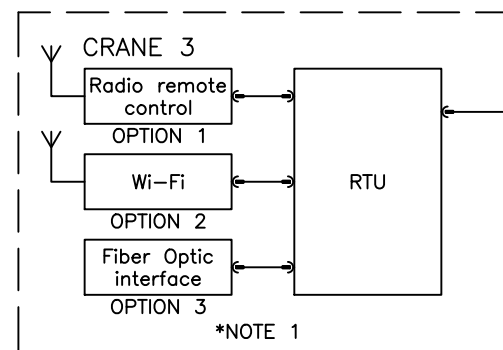 CRANE 3
Radio remote
control
OPTION 1
Wi-Fi
OPTION 2
Fiber Optic
interface
OPTION 3
RTU
*NOTE 1